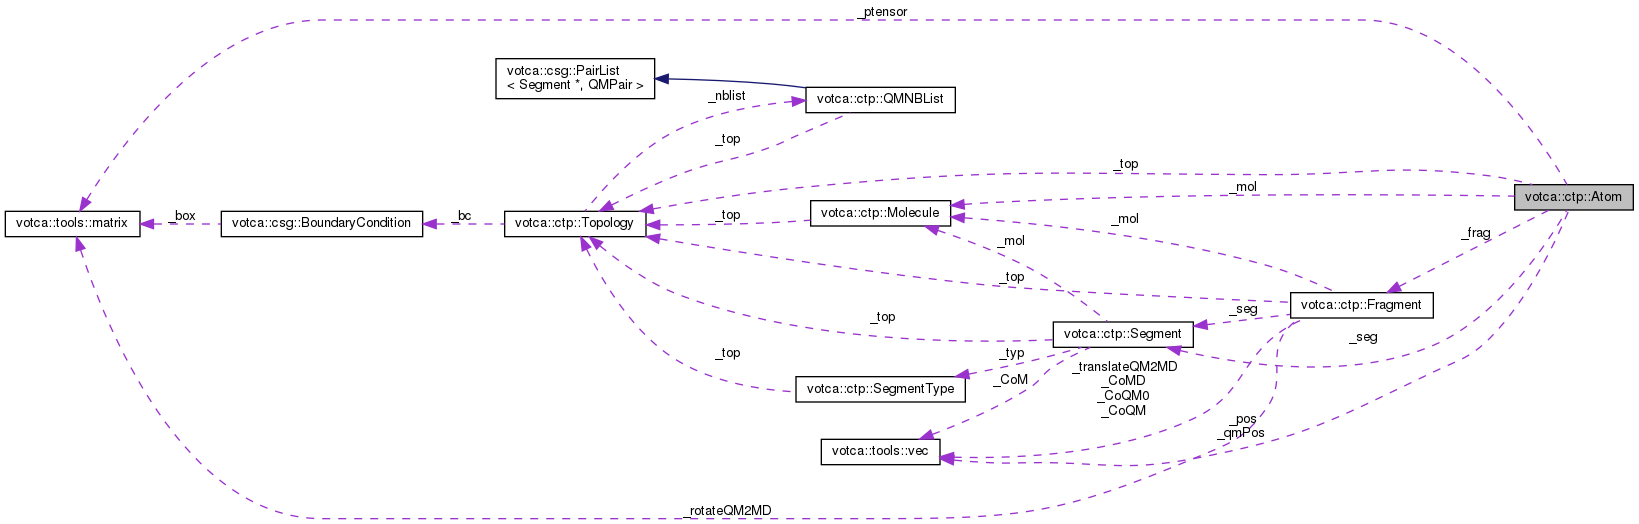 _ptensor
votca::csg::PairList
< Segment *, QMPair >
_nblist
votca::ctp::QMNBList
_top
_top
_mol
votca::ctp::Atom
votca::tools::matrix
_box
votca::csg::BoundaryCondition
_bc
votca::ctp::Topology
_top
votca::ctp::Molecule
_mol
_frag
_mol
_top
votca::ctp::Fragment
_seg
_top
votca::ctp::Segment
_seg
_top
_typ
votca::ctp::SegmentType
_CoM
_translateQM2MD
_CoMD
_CoQM0
_CoQM
_pos
_qmPos
votca::tools::vec
_rotateQM2MD